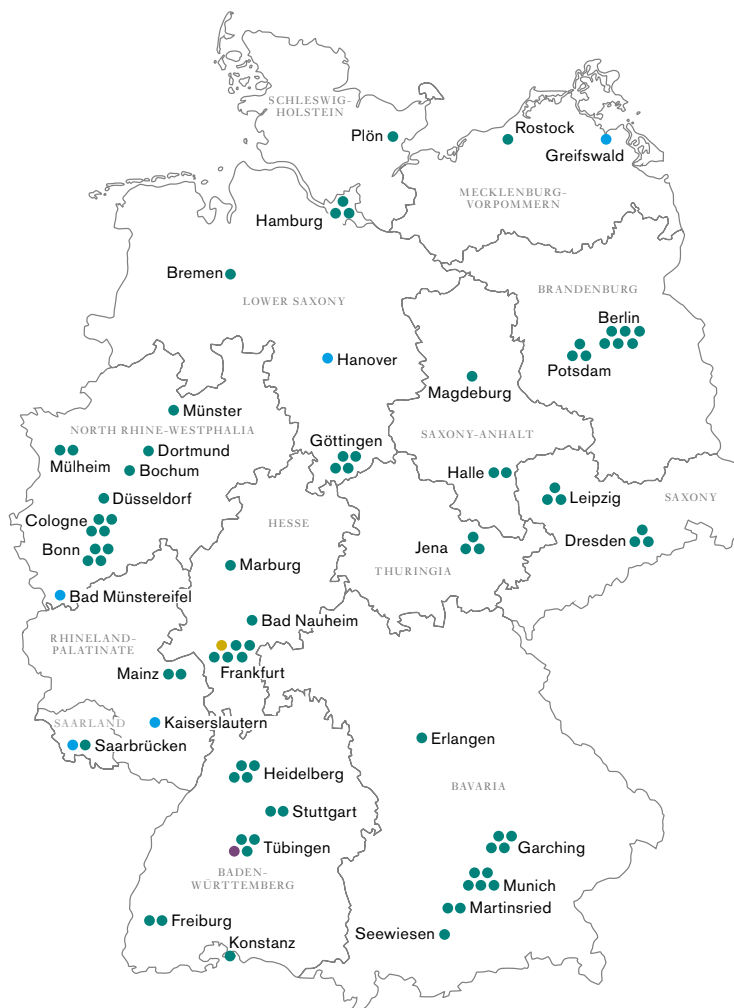 SCHLESWIG-
HOLSTEIN
Plön
Rostock
Greifswald
MECKLENBURG-
VORPOMMERN
Hamburg
Bremen
LOWER SAXONY
BRANDENBURG
Berlin
Potsdam
Hanover
Magdeburg
Münster
NORTH RHINE-WESTPHALIA
Dortmund
Mülheim
Bochum
Göttingen
SAXONY-ANHALT
Halle
Düsseldorf
Leipzig
SAXONY
Cologne
HESSE
Bonn
Jena
Dresden
Marburg
THURINGIA
Bad Münstereifel
Bad Nauheim
RHINELAND-
PALATINATE
Mainz
Frankfurt
SAARLAND
Kaiserslautern
Saarbrücken
Erlangen
Heidelberg
BAVARIA
Stuttgart
Tübingen
Garching
BADEN-
WÜRTTEMBERG
Munich
Martinsried
Freiburg
Seewiesen
Konstanz